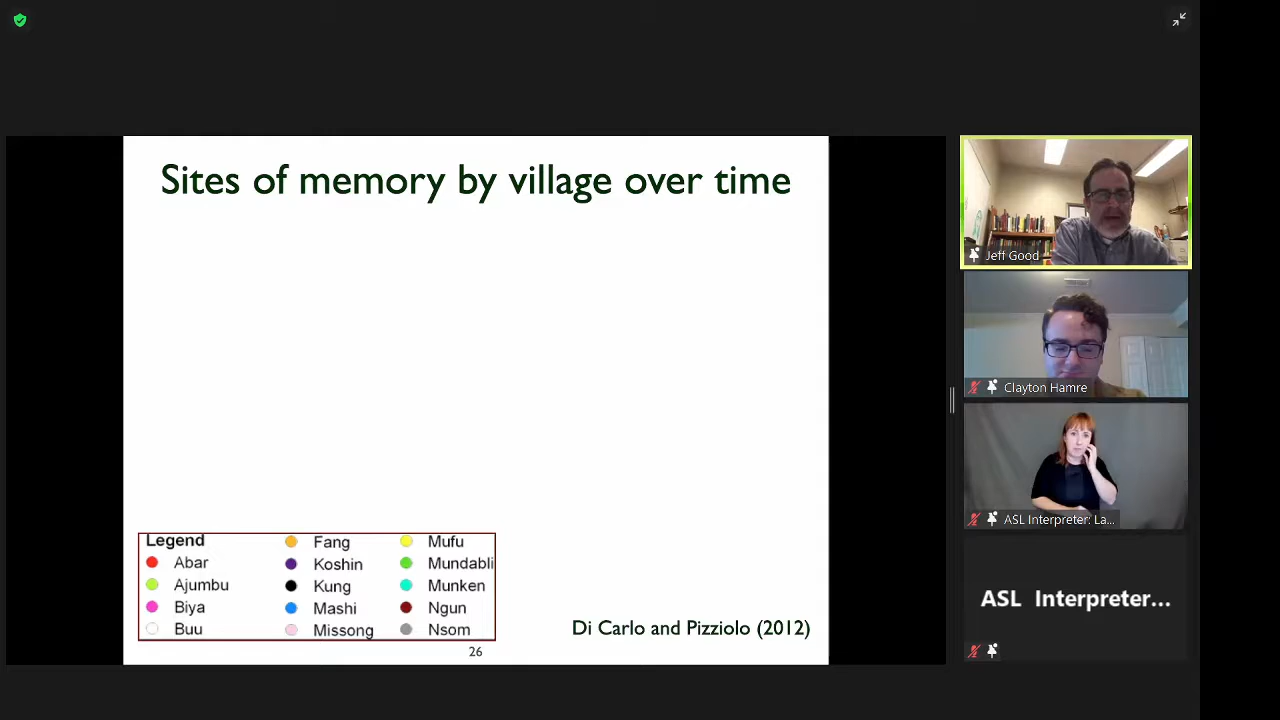 Sites of memory by village over time
Legend
Abar
Ajumbu
Biya
Buu
Fang
Koshin
Kung
Mashi
Missong
Mufu
Mundabli
Munken
Ngun
Nsom
Di Carlo and Pizziolo (2012)
26
Jeff Good
Clayton Hamre
ASL Interpreter: La...
ASL Interpreter...